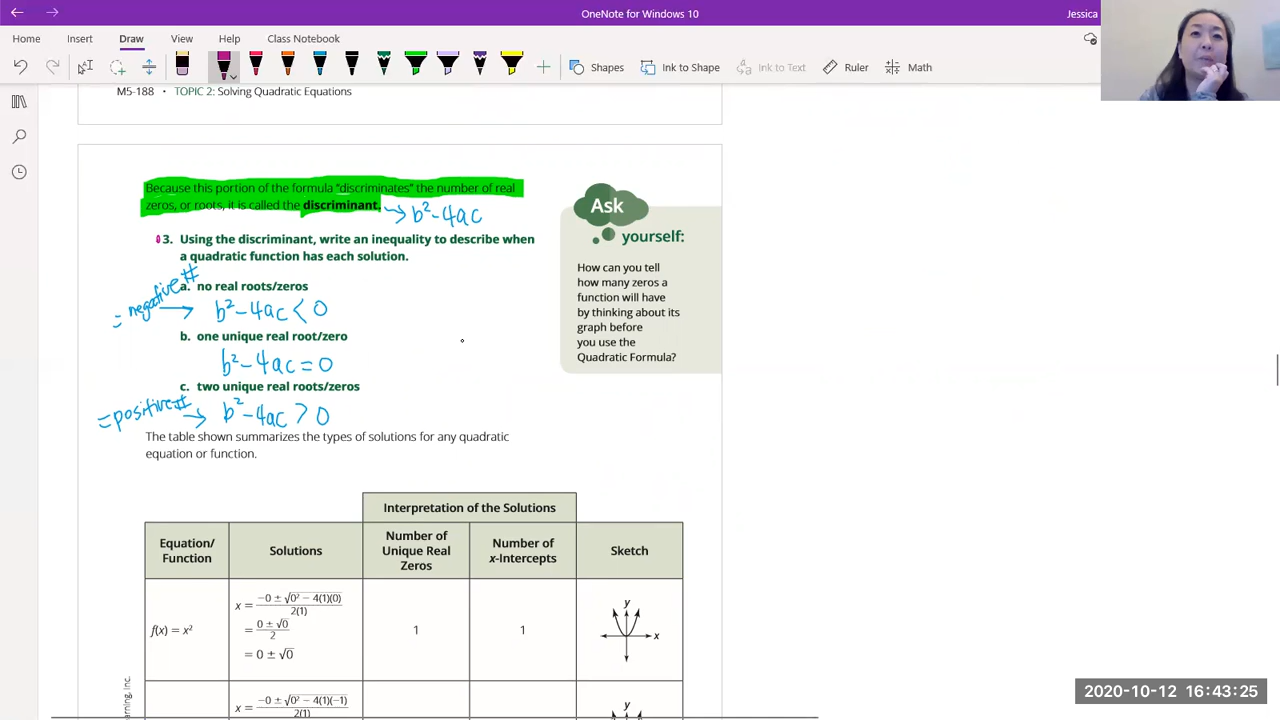 OneNote for Windows 10
Jessica
Home Insert Draw View Help Class Notebook
Shapes Ink to Shape Ink to Text Ruler Math
M5-188 • TOPIC 2: Solving Quadratic Equations
Because this portion of the formula "discriminates" the number of real
zeros, or roots, it is called the discriminant. → b²-4ac
3. Using the discriminant, write an inequality to describe when
a quadratic function has each solution.
a. no real roots/zeros
= negative # → b²-4ac < 0
b. one unique real root/zero
b²-4ac = 0
c. two unique real roots/zeros
= positive # → b²-4ac > 0
Ask
yourself:
How can you tell
how many zeros a
function will have
by thinking about its
graph before
you use the
Quadratic Formula?
The table shown summarizes the types of solutions for any quadratic
equation or function.
Interpretation of the Solutions
Equation/
Function
Solutions
Number of
Unique Real
Zeros
Number of
x-Intercepts
Sketch
f(x) = x²
x = (-0 ± √(0² − 4(1)(0)))/(2(1))
= (0 ± √0)/2
= 0 ± √0
1
1
y
x
x = (-0 ± √(0² − 4(1)(−1)))/(2(1))
y
earning, Inc.
2020-10-12 16:43:25